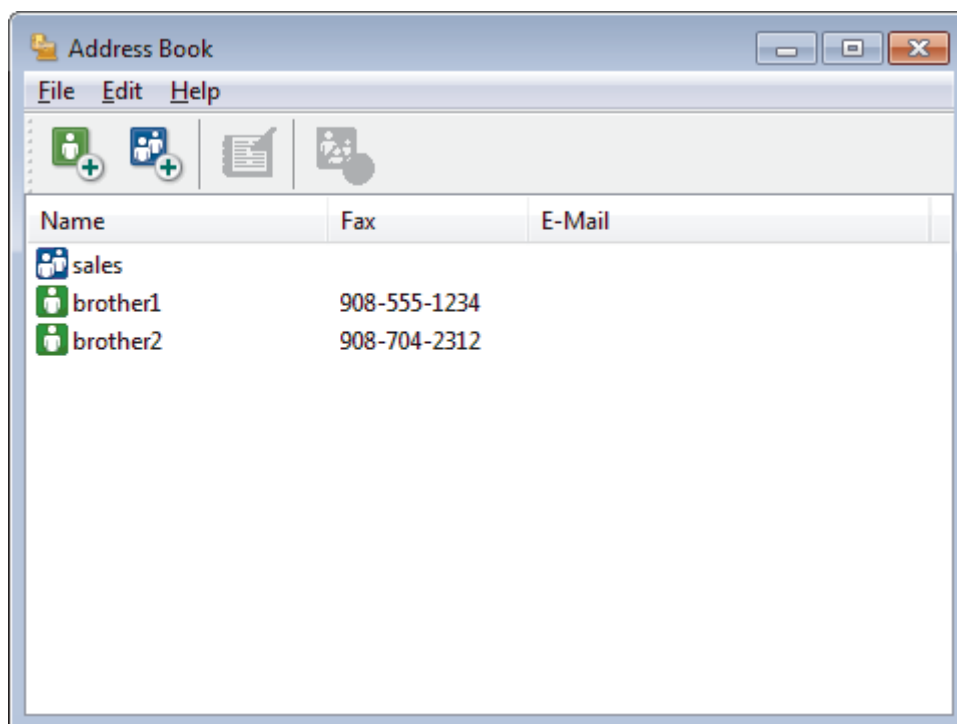 Address Book
File Edit Help
Name Fax E-Mail
sales
brother1 908-555-1234
brother2 908-704-2312